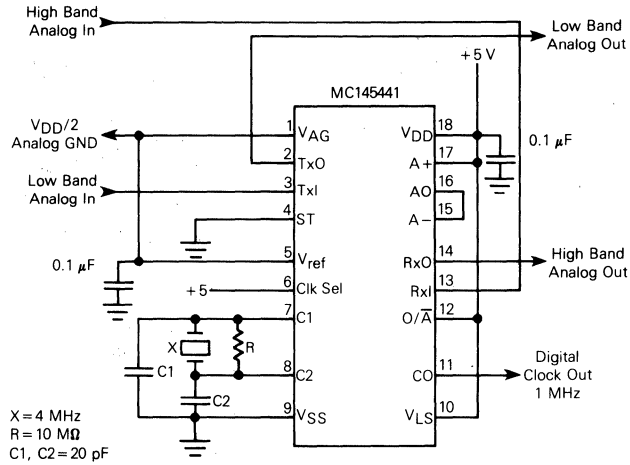 High Band
Analog In
Low Band
Analog Out
+5 V
MC145441
VDD/2
Analog GND
1 VAG
VDD 18
0.1 μF
2 TxO
A+ 17
Low Band
Analog In
3 TxI
AO 16
4 ST
A− 15
0.1 μF
5 Vref
RxO 14
High Band
Analog Out
+5
6 Clk Sel
RxI 13
7 C1
O/A̅ 12
X
R
C1
8 C2
CO 11
Digital
Clock Out
1 MHz
C2
9 VSS
VLS 10
X = 4 MHz
R = 10 MΩ
C1, C2 = 20 pF